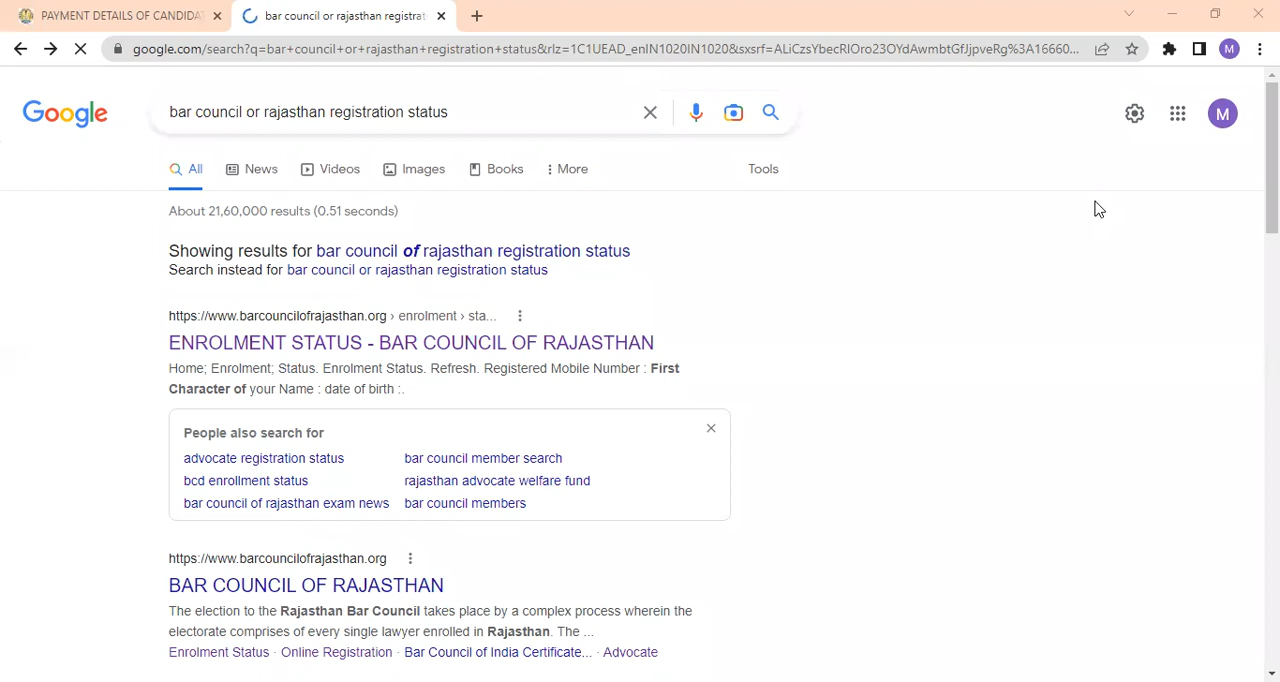 PAYMENT DETAILS OF CANDIDAT
bar council or rajasthan registrat
google.com/search?q=bar+council+or+rajasthan+registration+status&rlz=1C1UEAD_enIN1020IN1020&sxsrf=ALiCzsYbecRIOro23OYdAwmbtGfJjpveRg%3A16660...
M
Google
bar council or rajasthan registration status
M
All
News
Videos
Images
Books
More
Tools
About 21,60,000 results (0.51 seconds)
Showing results for bar council of rajasthan registration status
Search instead for bar council or rajasthan registration status
https://www.barcouncilofrajasthan.org › enrolment › sta...
ENROLMENT STATUS - BAR COUNCIL OF RAJASTHAN
Home; Enrolment; Status. Enrolment Status. Refresh. Registered Mobile Number : First
Character of your Name : date of birth :.
People also search for
advocate registration status
bar council member search
bcd enrollment status
rajasthan advocate welfare fund
bar council of rajasthan exam news
bar council members
https://www.barcouncilofrajasthan.org
BAR COUNCIL OF RAJASTHAN
The election to the Rajasthan Bar Council takes place by a complex process wherein the
electorate comprises of every single lawyer enrolled in Rajasthan. The ...
Enrolment Status · Online Registration · Bar Council of India Certificate... · Advocate